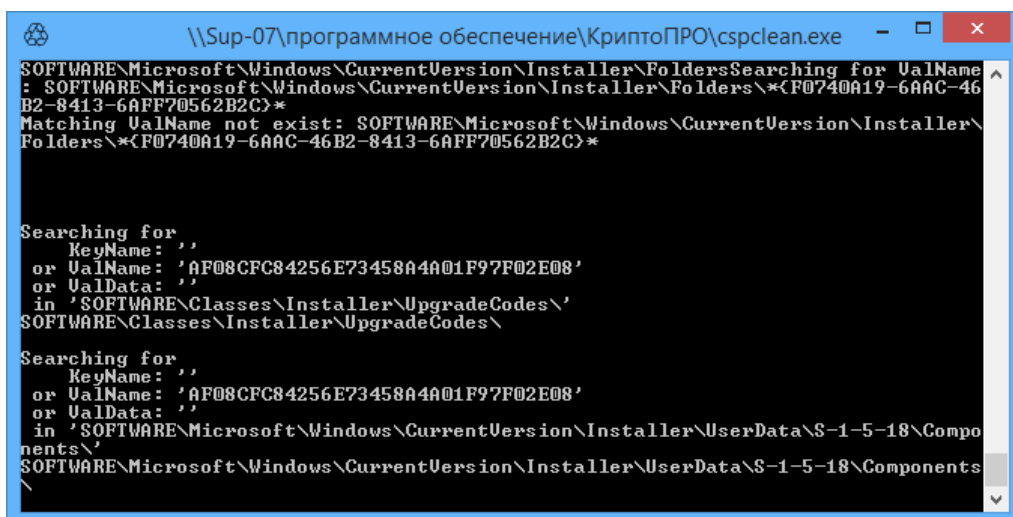 \\Sup-07\программное обеспечение\КриптоПРО\cspclean.exe
SOFTWARE\Microsoft\Windows\CurrentVersion\Installer\FoldersSearching for ValName
: SOFTWARE\Microsoft\Windows\CurrentVersion\Installer\Folders\*{F0740A19-6AAC-46
B2-8413-6AFF70562B2C}*
Matching ValName not exist: SOFTWARE\Microsoft\Windows\CurrentVersion\Installer\
Folders\*{F0740A19-6AAC-46B2-8413-6AFF70562B2C}*
Searching for
KeyName: ''
or ValName: 'AF08CFC84256E73458A4A01F97F02E08'
or ValData: ''
in 'SOFTWARE\Classes\Installer\UpgradeCodes\'
SOFTWARE\Classes\Installer\UpgradeCodes\
Searching for
KeyName: ''
or ValName: 'AF08CFC84256E73458A4A01F97F02E08'
or ValData: ''
in 'SOFTWARE\Microsoft\Windows\CurrentVersion\Installer\UserData\S-1-5-18\Compo
nents\'
SOFTWARE\Microsoft\Windows\CurrentVersion\Installer\UserData\S-1-5-18\Components
\